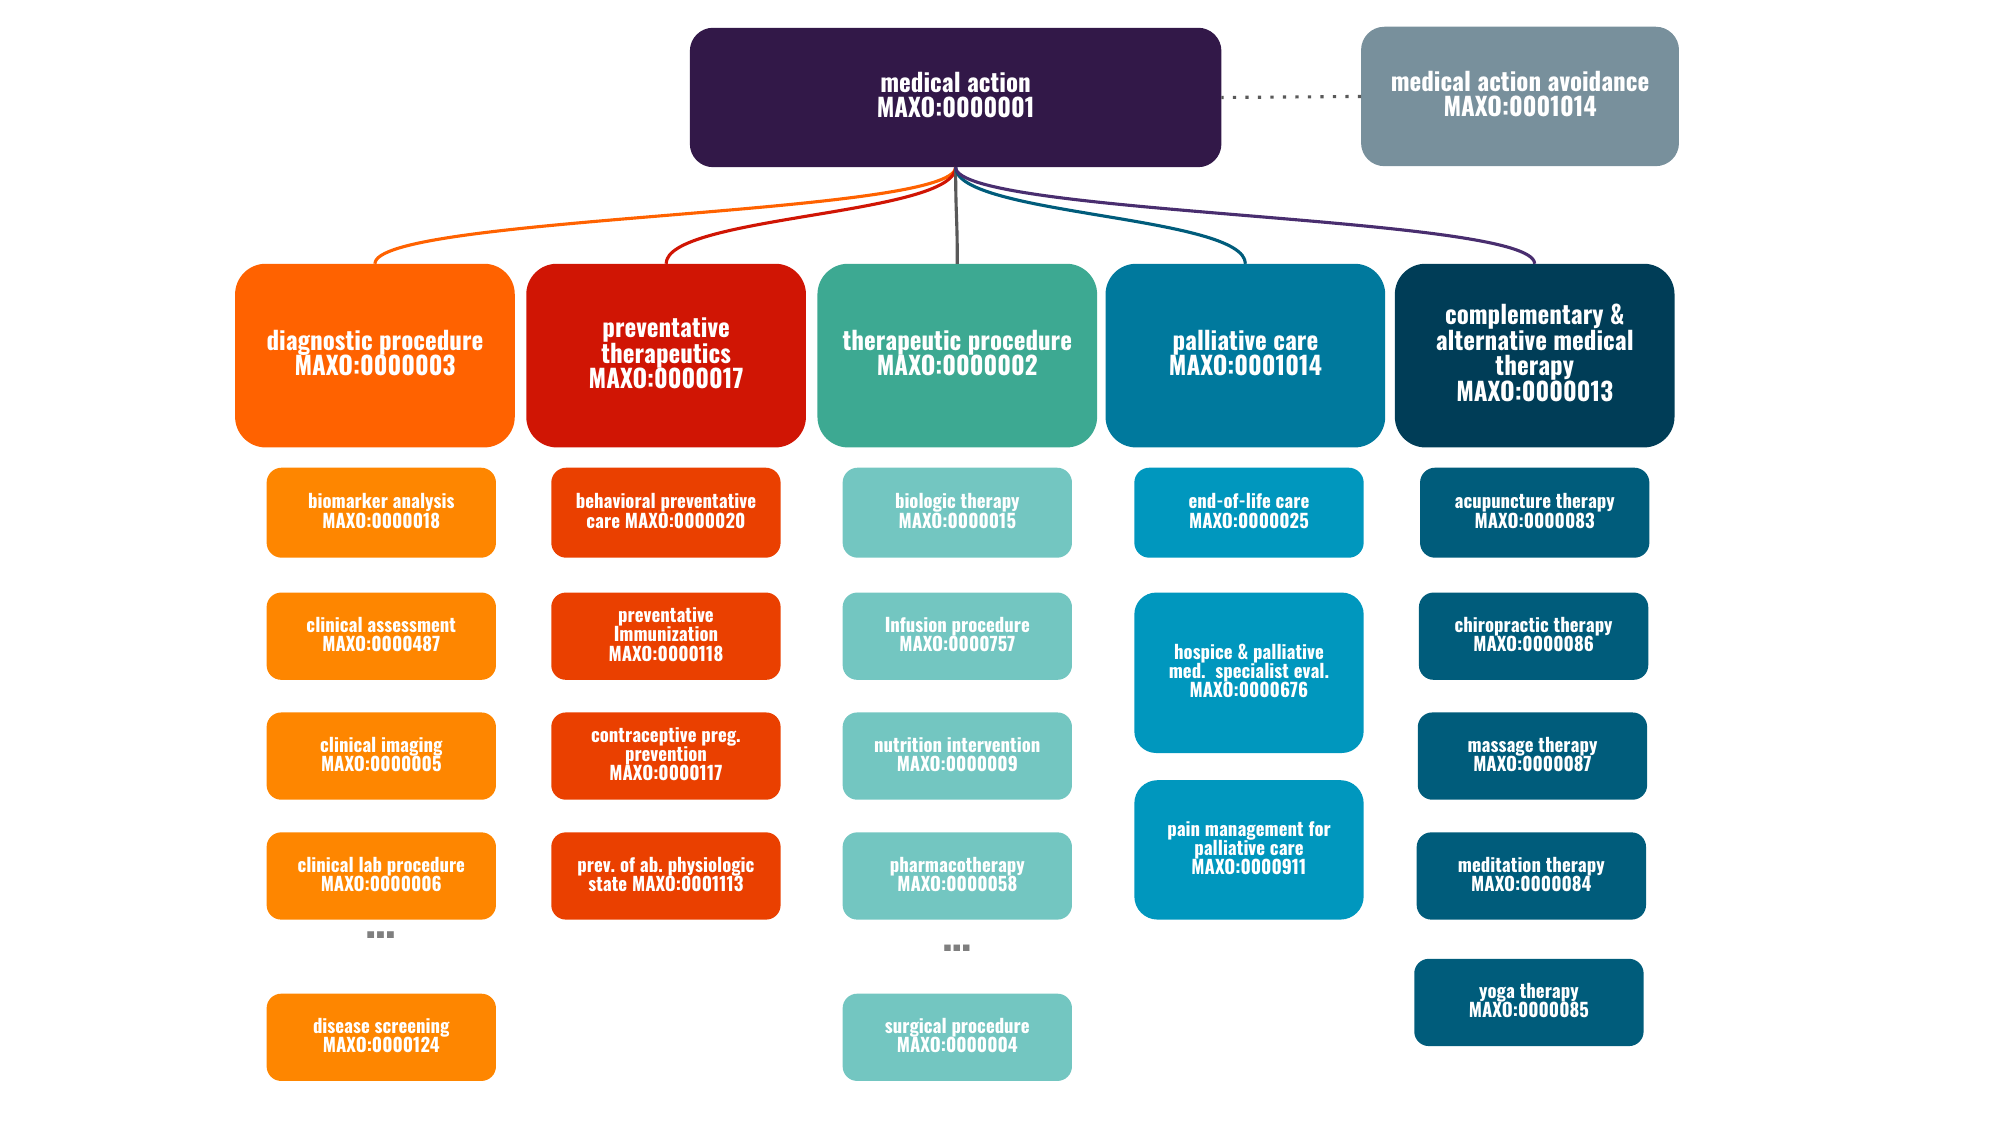 medical action
MAXO:0000001
medical action avoidance
MAXO:0001014
diagnostic procedure
MAXO:0000003
preventative
therapeutics
MAXO:0000017
therapeutic procedure
MAXO:0000002
palliative care
MAXO:0001014
complementary &
alternative medical
therapy
MAXO:0000013
biomarker analysis
MAXO:0000018
clinical assessment
MAXO:0000487
clinical imaging
MAXO:0000005
clinical lab procedure
MAXO:0000006
...
disease screening
MAXO:0000124
behavioral preventative
care MAXO:0000020
preventative
Immunization
MAXO:0000118
contraceptive preg.
prevention
MAXO:0000117
prev. of ab. physiologic
state MAXO:0001113
biologic therapy
MAXO:0000015
Infusion procedure
MAXO:0000757
nutrition intervention
MAXO:0000009
pharmacotherapy
MAXO:0000058
...
surgical procedure
MAXO:0000004
end-of-life care
MAXO:0000025
hospice & palliative
med.  specialist eval.
MAXO:0000676
pain management for
palliative care
MAXO:0000911
acupuncture therapy
MAXO:0000083
chiropractic therapy
MAXO:0000086
massage therapy
MAXO:0000087
meditation therapy
MAXO:0000084
yoga therapy
MAXO:0000085